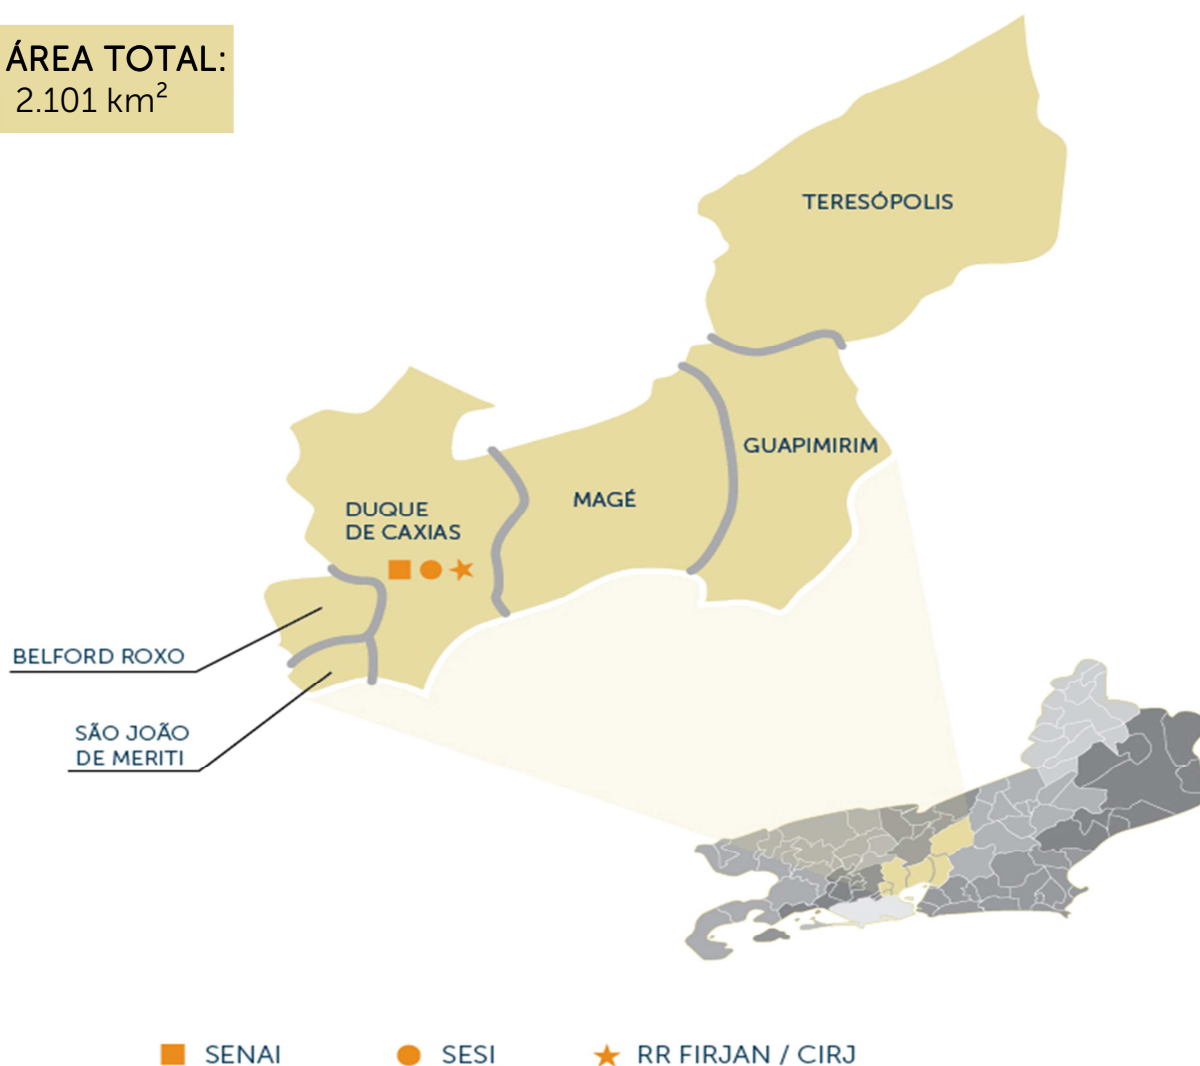 ÁREA TOTAL:
2.101 km²
TERESÓPOLIS
GUAPIMIRIM
MAGÉ
DUQUE
DE CAXIAS
BELFORD ROXO
SÃO JOÃO
DE MERITI
SENAI
SESI
RR FIRJAN / CIRJ